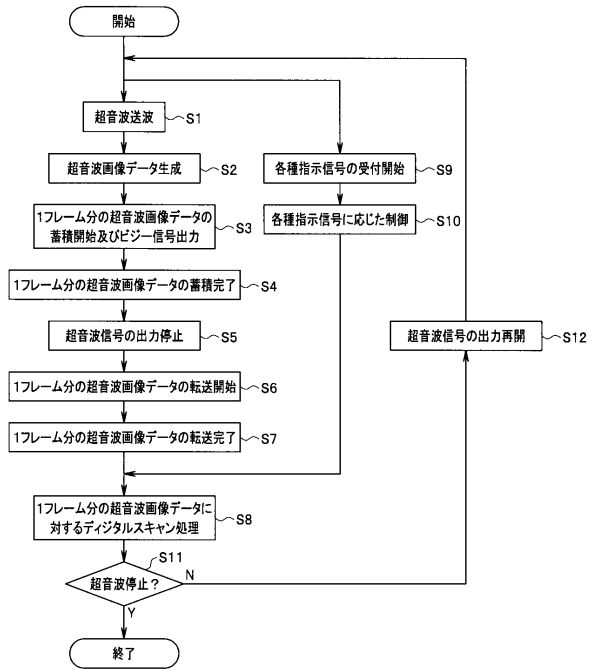 開始
超音波送波
S1
超音波画像データ生成
S2
1フレーム分の超音波画像データの
蓄積開始及びビジー信号出力
S3
1フレーム分の超音波画像データの蓄積完了
S4
超音波信号の出力停止
S5
1フレーム分の超音波画像データの転送開始
S6
1フレーム分の超音波画像データの転送完了
S7
各種指示信号の受付開始
S9
各種指示信号に応じた制御
S10
1フレーム分の超音波画像データに
対するディジタルスキャン処理
S8
S11
超音波停止？
N
Y
超音波信号の出力再開
S12
終了